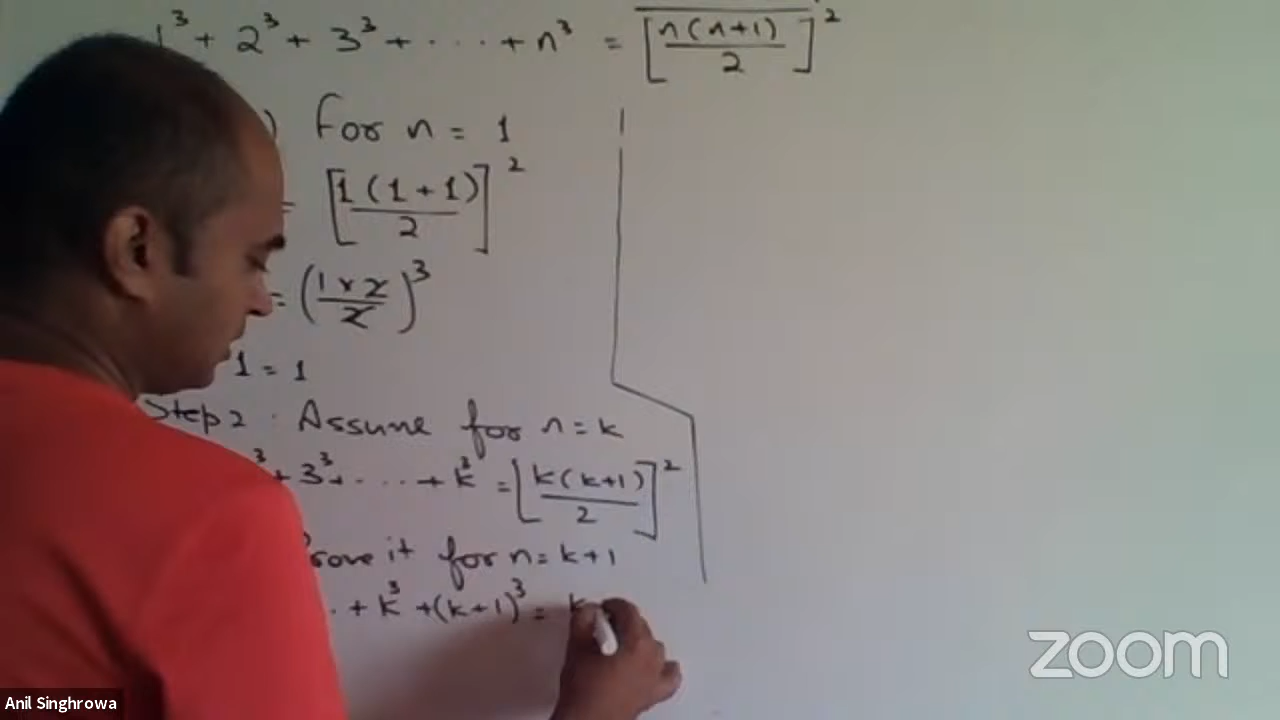 1³ + 2³ + 3³ + ... + n³ = [n(n+1)/2]²
) For n = 1
= [1(1+1)/2]²
= (1×2/2)³
1 = 1
Step 2 . Assume for n = k
³ + 3³ + ... + k³ = [k(k+1)/2]²
Prove it for n = k+1
. + k³ + (k+1)³ = k
zoom
Anil Singhrowa